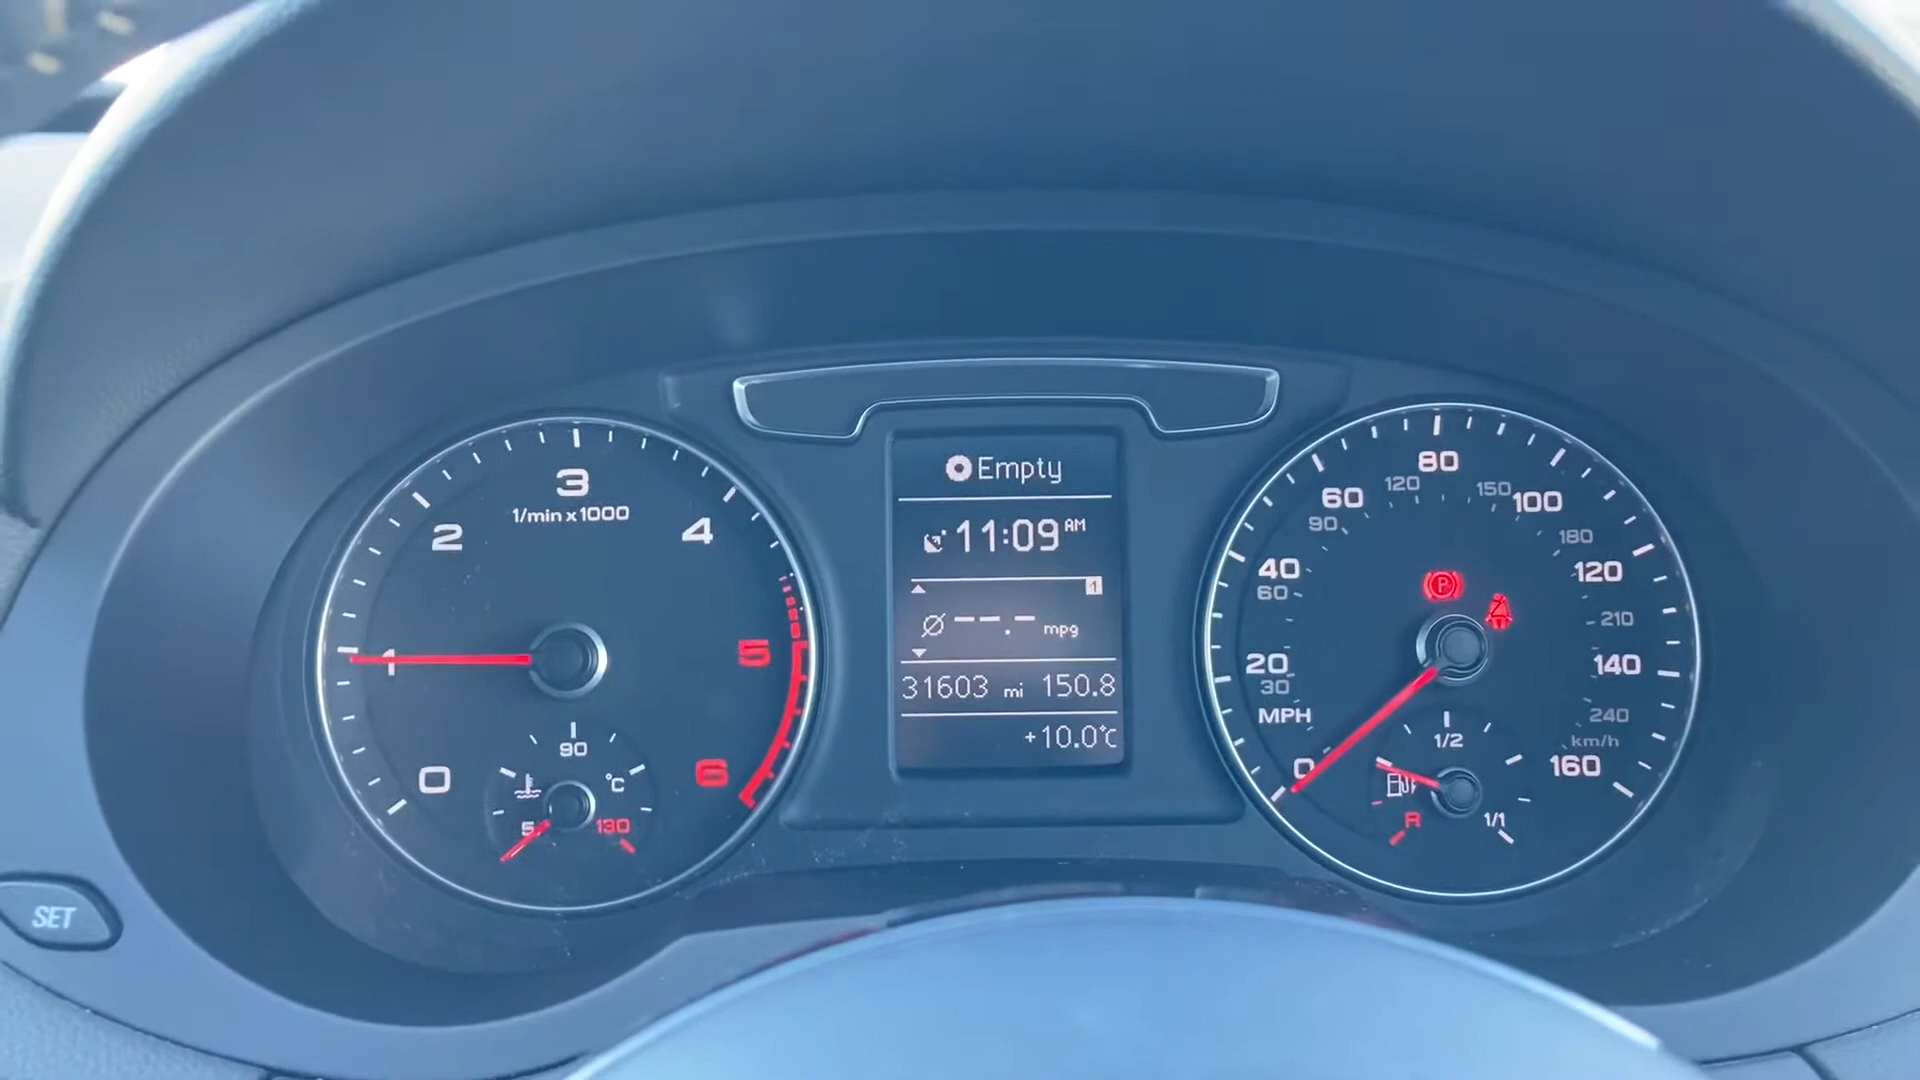 3
1/min x 1000
2
4
1
5
0
6
90
°C
5
130
Empty
11:09 AM
1
Ø ---.- mpg
31603 mi 150.8
+10.0°C
80
60
120
150
100
90
180
40
60
120
210
20
30
140
MPH
240
km/h
0
160
1/2
R
1/1
P
SET